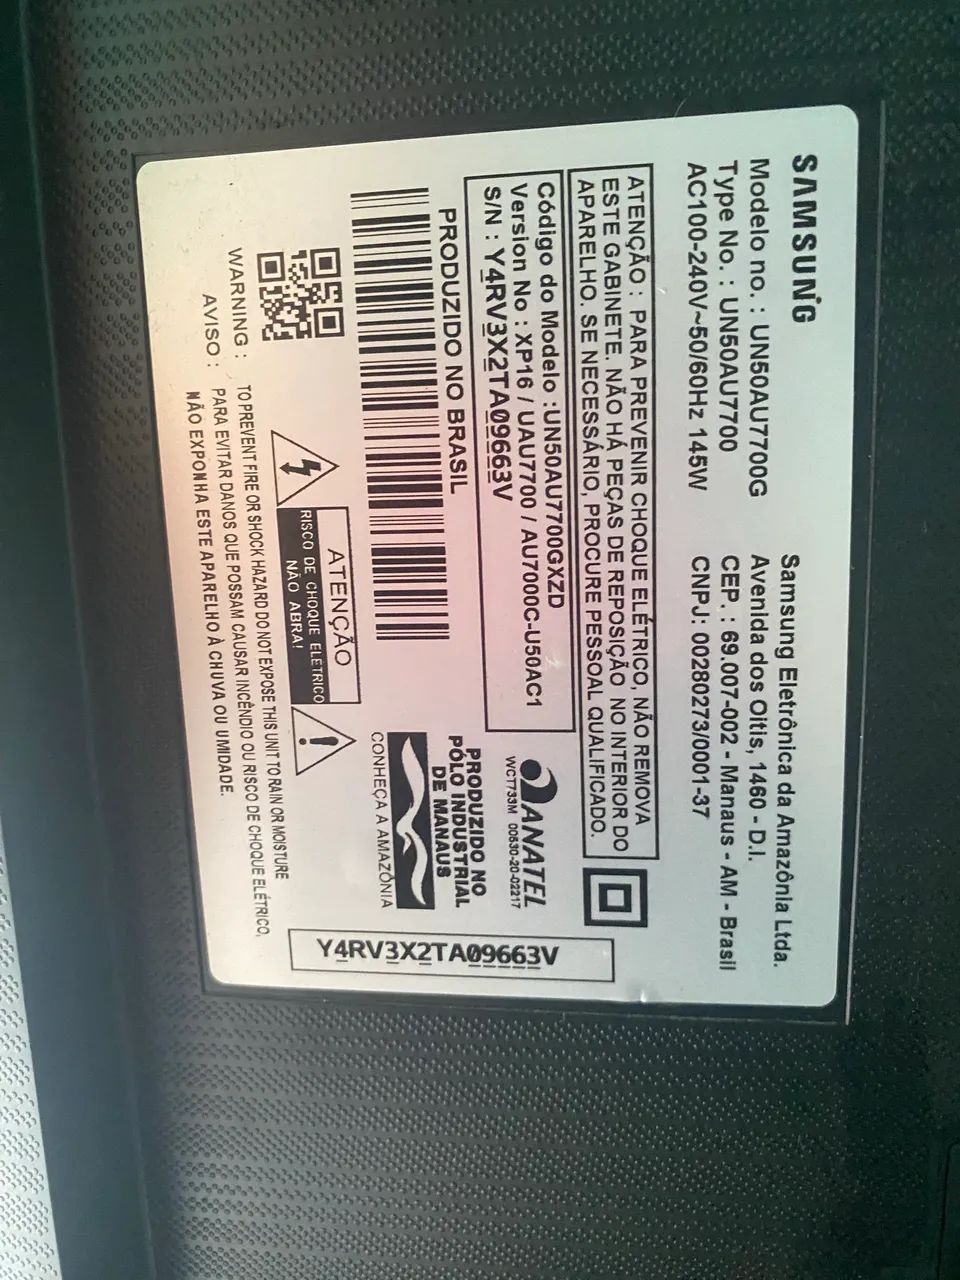 SAMSUNG
Modelo no. : UN50AU7700G
Type No. : UN50AU7700
AC100-240V~50/60Hz 145W
Samsung Eletrônica da Amazônia Ltda.
Avenida dos Oitis, 1460 - D.I.
CEP. : 69.007-002 - Manaus - AM - Brasil
CNPJ: 00280273/0001-37
ATENÇÃO : PARA PREVENIR CHOQUE ELÉTRICO, NÃO REMOVA
ESTE GABINETE. NÃO HÁ PEÇAS DE REPOSIÇÃO NO INTERIOR DO
APARELHO. SE NECESSÁRIO, PROCURE PESSOAL QUALIFICADO.
Código do Modelo :UN50AU7700GXZD
Version No : XP16 / UAU7700 / AU7000C-U50AC1
S/N : Y4RV3X2TA09663V
ANATEL
WCT733M 00630-20-02217
PRODUZIDO NO BRASIL
PRODUZIDO NO
PÓLO INDUSTRIAL
DE MANAUS
CONHEÇA A AMAZÔNIA
Y4RV3X2TA09663V
ATENÇÃO
RISCO DE CHOQUE ELÉTRICO
NÃO ABRA!
WARNING : TO PREVENT FIRE OR SHOCK HAZARD DO NOT EXPOSE THIS UNIT TO RAIN OR MOISTURE
AVISO : PARA EVITAR DANOS QUE POSSAM CAUSAR INCÊNDIO OU RISCO DE CHOQUE ELÉTRICO,
NÃO EXPONHA ESTE APARELHO À CHUVA OU UMIDADE.